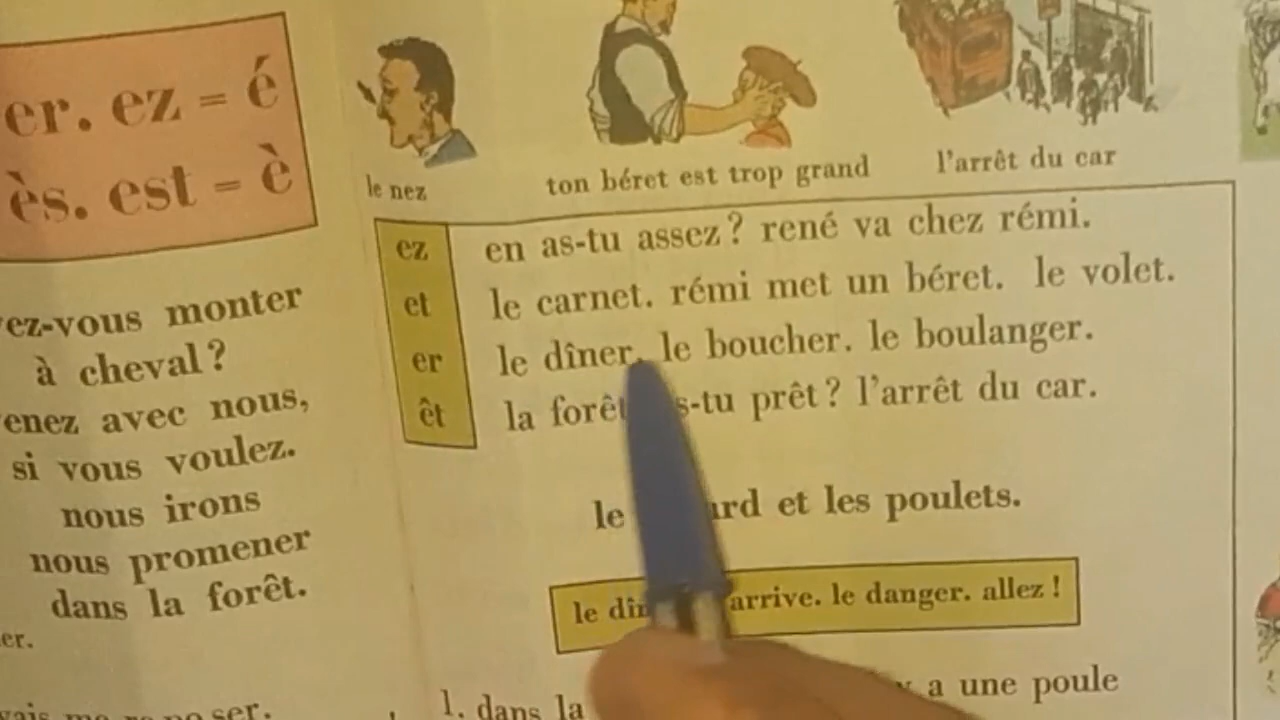 er. ez = é
ès. est = è
vous monter
à cheval ?
avec nous,
si vous voulez.
nous irons
nous promener
dans la forêt.
le nez
ton béret est trop grand
l'arrêt du car
ez en as-tu assez ? rené va chez rémi.
et le carnet. rémi met un béret. le volet.
er le dîner. le boucher. le boulanger.
êt la forêt -tu prêt ? l'arrêt du car.
le et les poulets.
le arrive. le danger. allez !
1. dans la a une poule